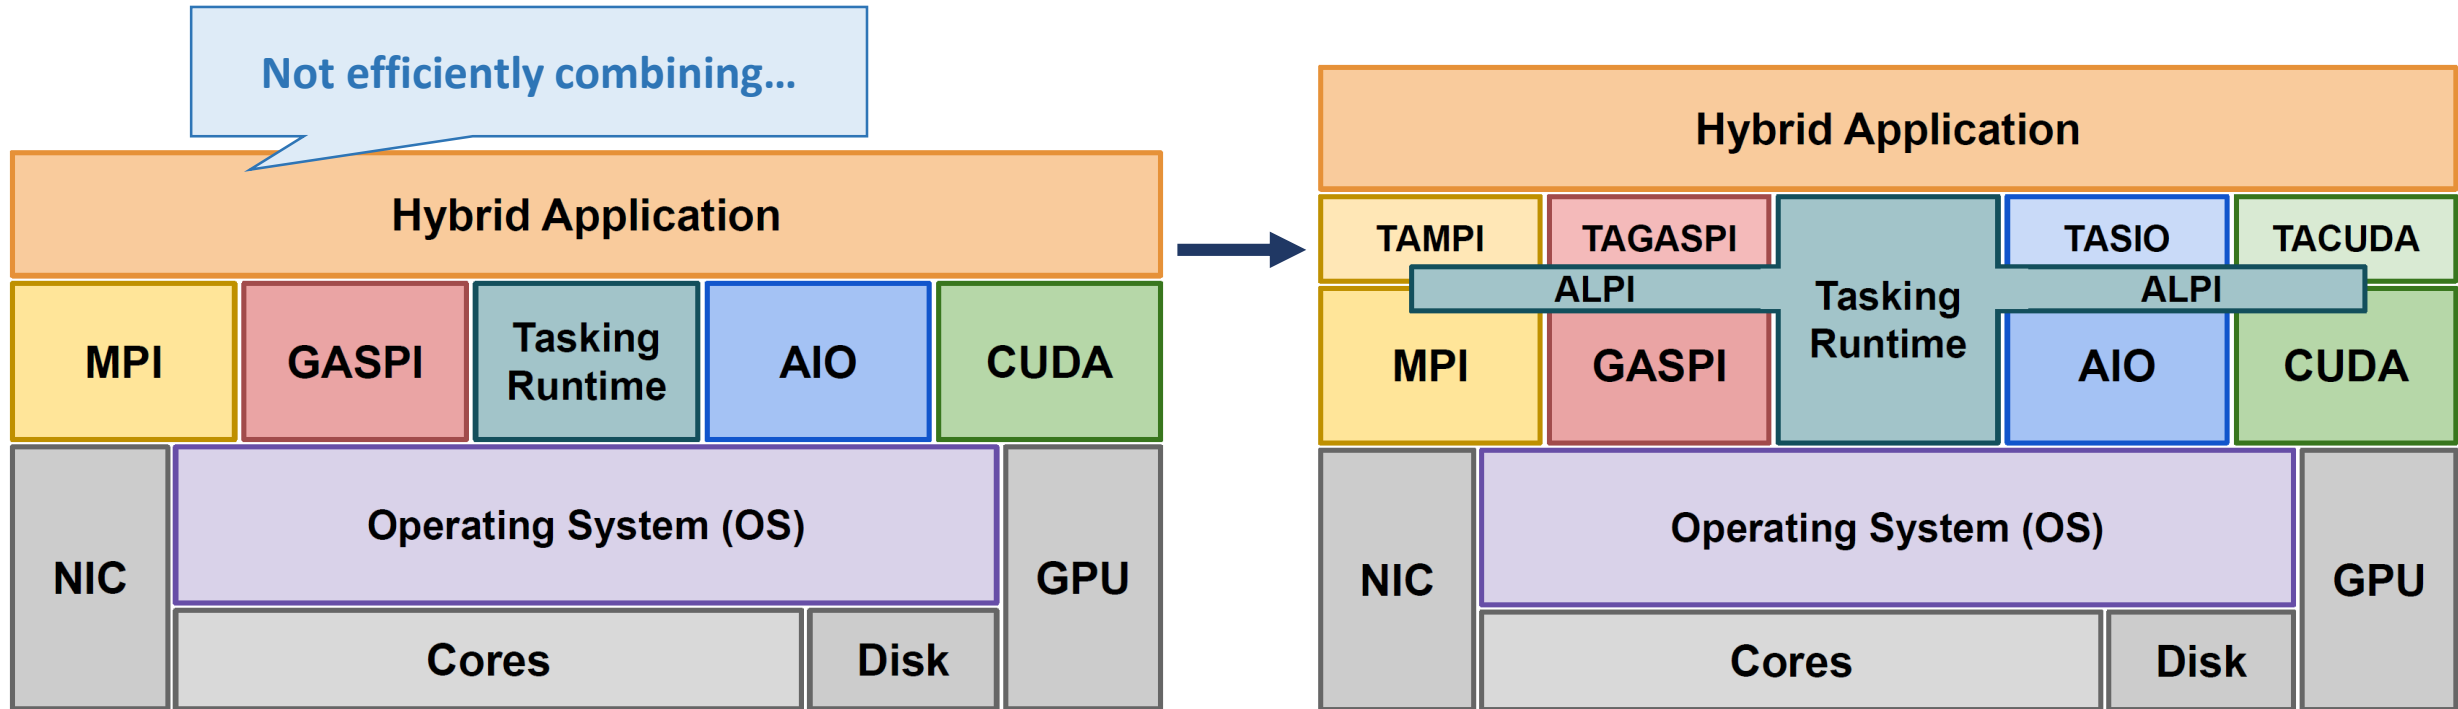 Not efficiently combining...
Hybrid Application
MPI
GASPI
Tasking
Runtime
AIO
CUDA
NIC
Operating System (OS)
GPU
Cores
Disk
Hybrid Application
TAMPI
TAGASPI
TASIO
TACUDA
ALPI
Tasking
Runtime
ALPI
MPI
GASPI
AIO
CUDA
NIC
Operating System (OS)
GPU
Cores
Disk